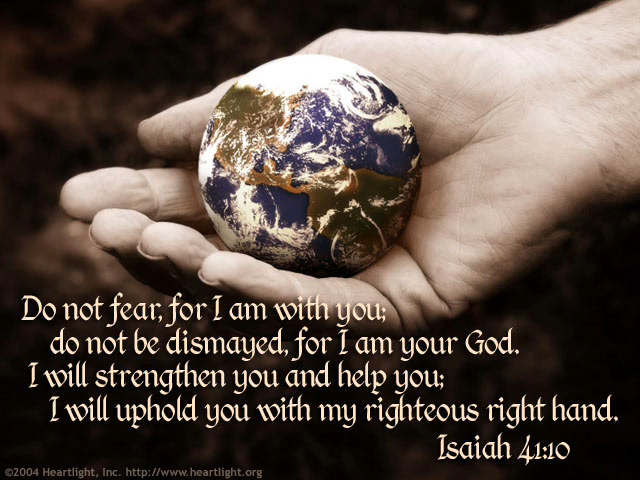 Do not fear, for I am with you;
do not be dismayed, for I am your God.
I will strengthen you and help you;
I will uphold you with my righteous right hand.
Isaiah 41:10
©2004 Heartlight, Inc. http://www.heartlight.org